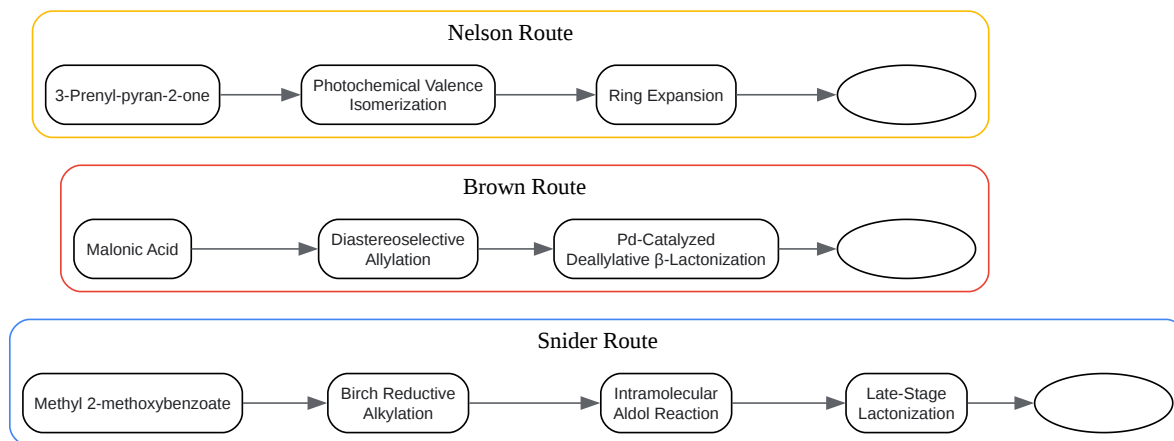 Nelson Route
3-Prenyl-pyran-2-one
Photochemical Valence
Isomerization
Ring Expansion
Brown Route
Malonic Acid
Diastereoselective
Allylation
Pd-Catalyzed
Deallylative β-Lactonization
Snider Route
Methyl 2-methoxybenzoate
Birch Reductive
Alkylation
Intramolecular
Aldol Reaction
Late-Stage
Lactonization